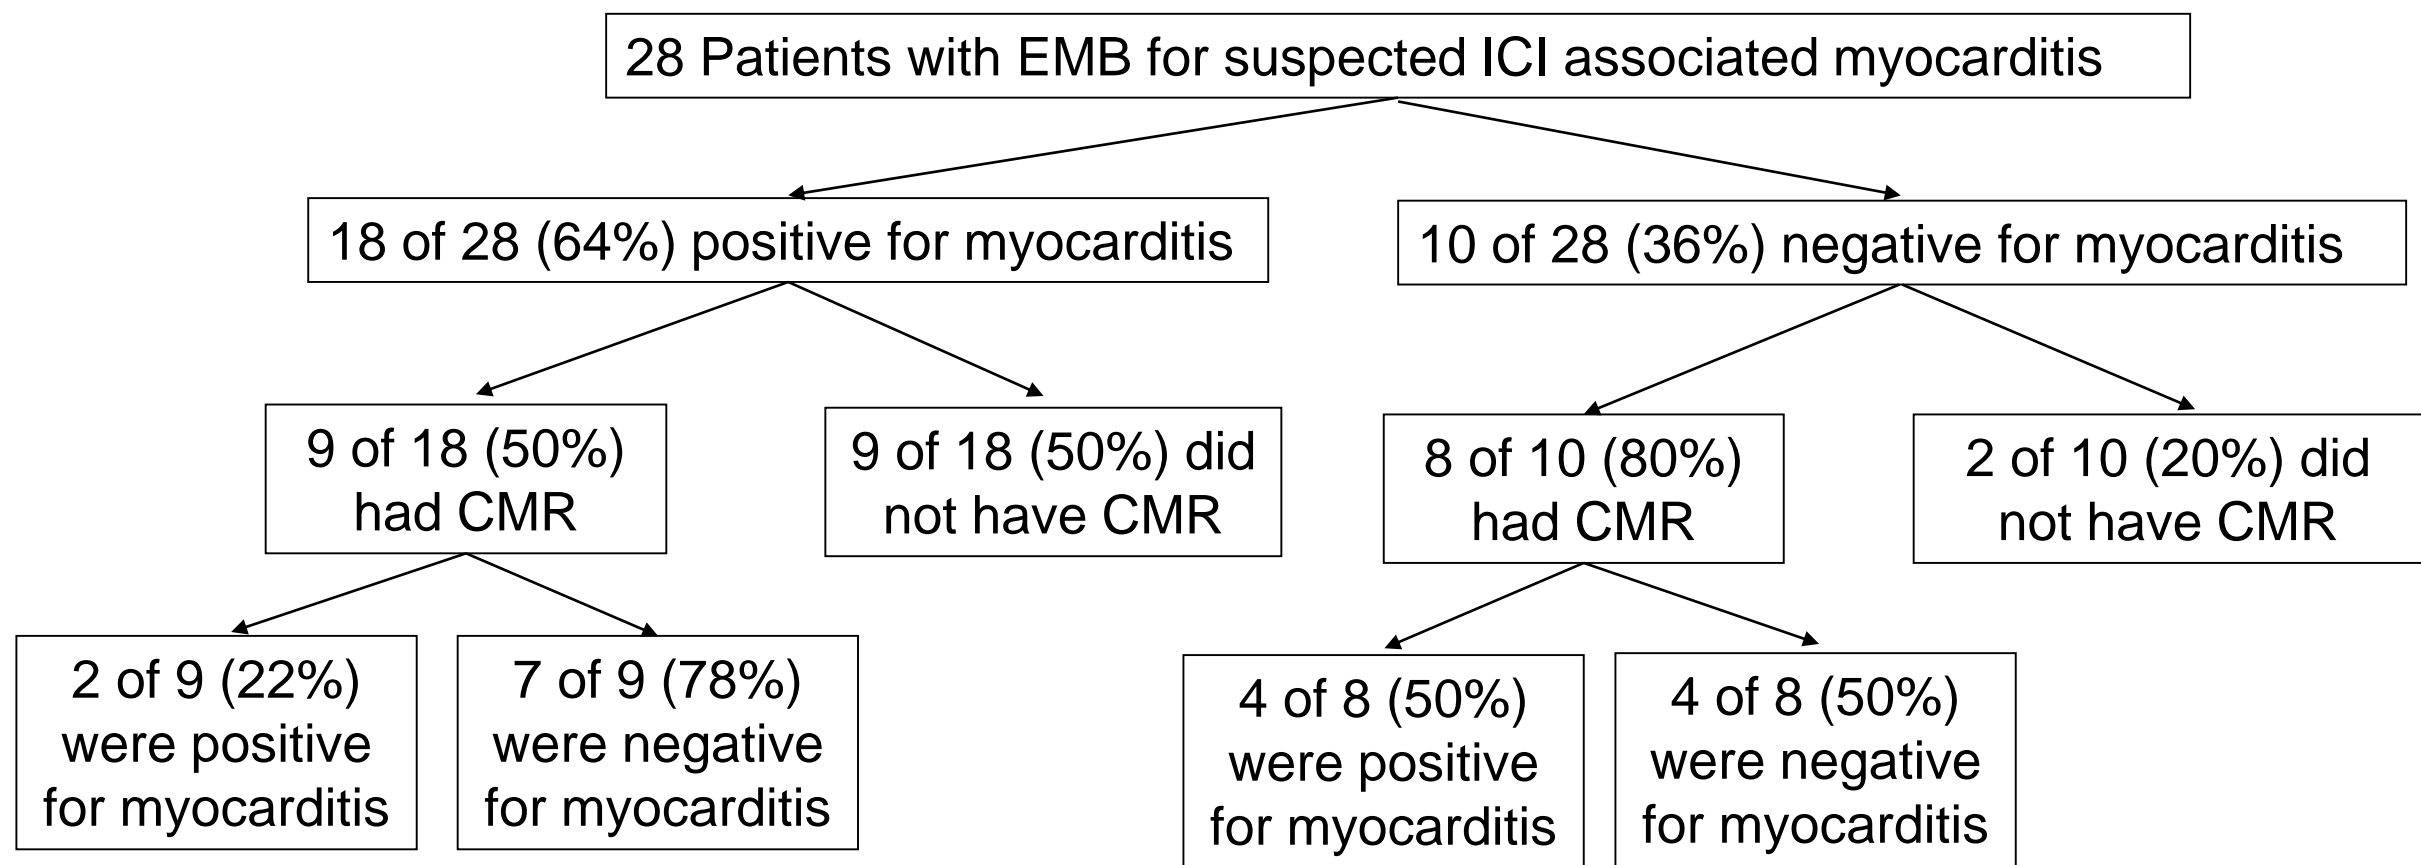 28 Patients with EMB for suspected ICI associated myocarditis
18 of 28 (64%) positive for myocarditis
10 of 28 (36%) negative for myocarditis
9 of 18 (50%)
had CMR
9 of 18 (50%) did
not have CMR
8 of 10 (80%)
had CMR
2 of 10 (20%) did
not have CMR
2 of 9 (22%)
were positive
for myocarditis
7 of 9 (78%)
were negative
for myocarditis
4 of 8 (50%)
were positive
for myocarditis
4 of 8 (50%)
were negative
for myocarditis